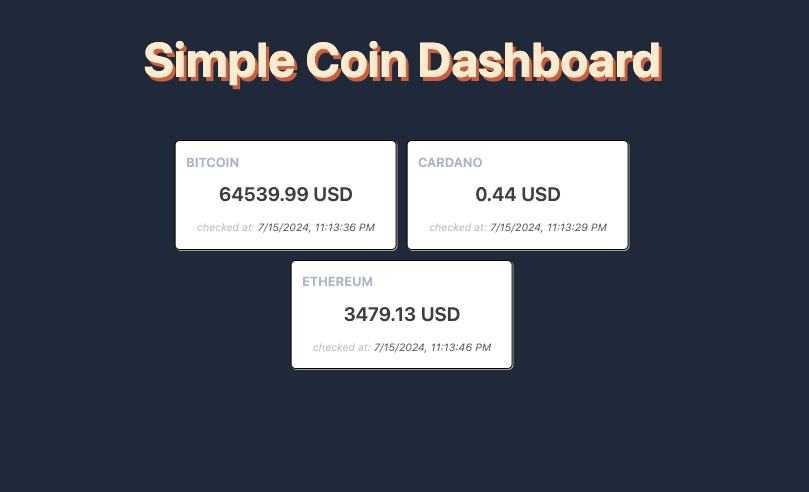 Simple Coin Dashboard
BITCOIN
64539.99 USD
checked at: 7/15/2024, 11:13:36 PM
CARDANO
0.44 USD
checked at: 7/15/2024, 11:13:29 PM
ETHEREUM
3479.13 USD
checked at: 7/15/2024, 11:13:46 PM